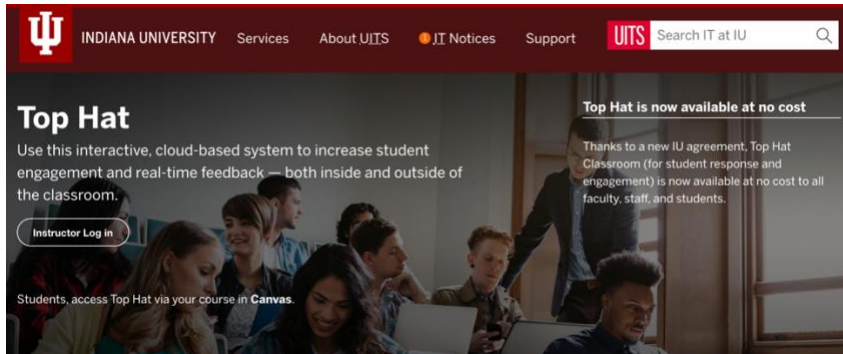 INDIANA UNIVERSITY Services About UITS IT Notices Support UITS Search IT at IU
Top Hat
Use this interactive, cloud-based system to increase student
engagement and real-time feedback — both inside and outside of
the classroom.
Instructor Log in
Students, access Top Hat via your course in Canvas.
Top Hat is now available at no cost
Thanks to a new IU agreement, Top Hat
Classroom (for student response and
engagement) is now available at no cost to all
faculty, staff, and students.